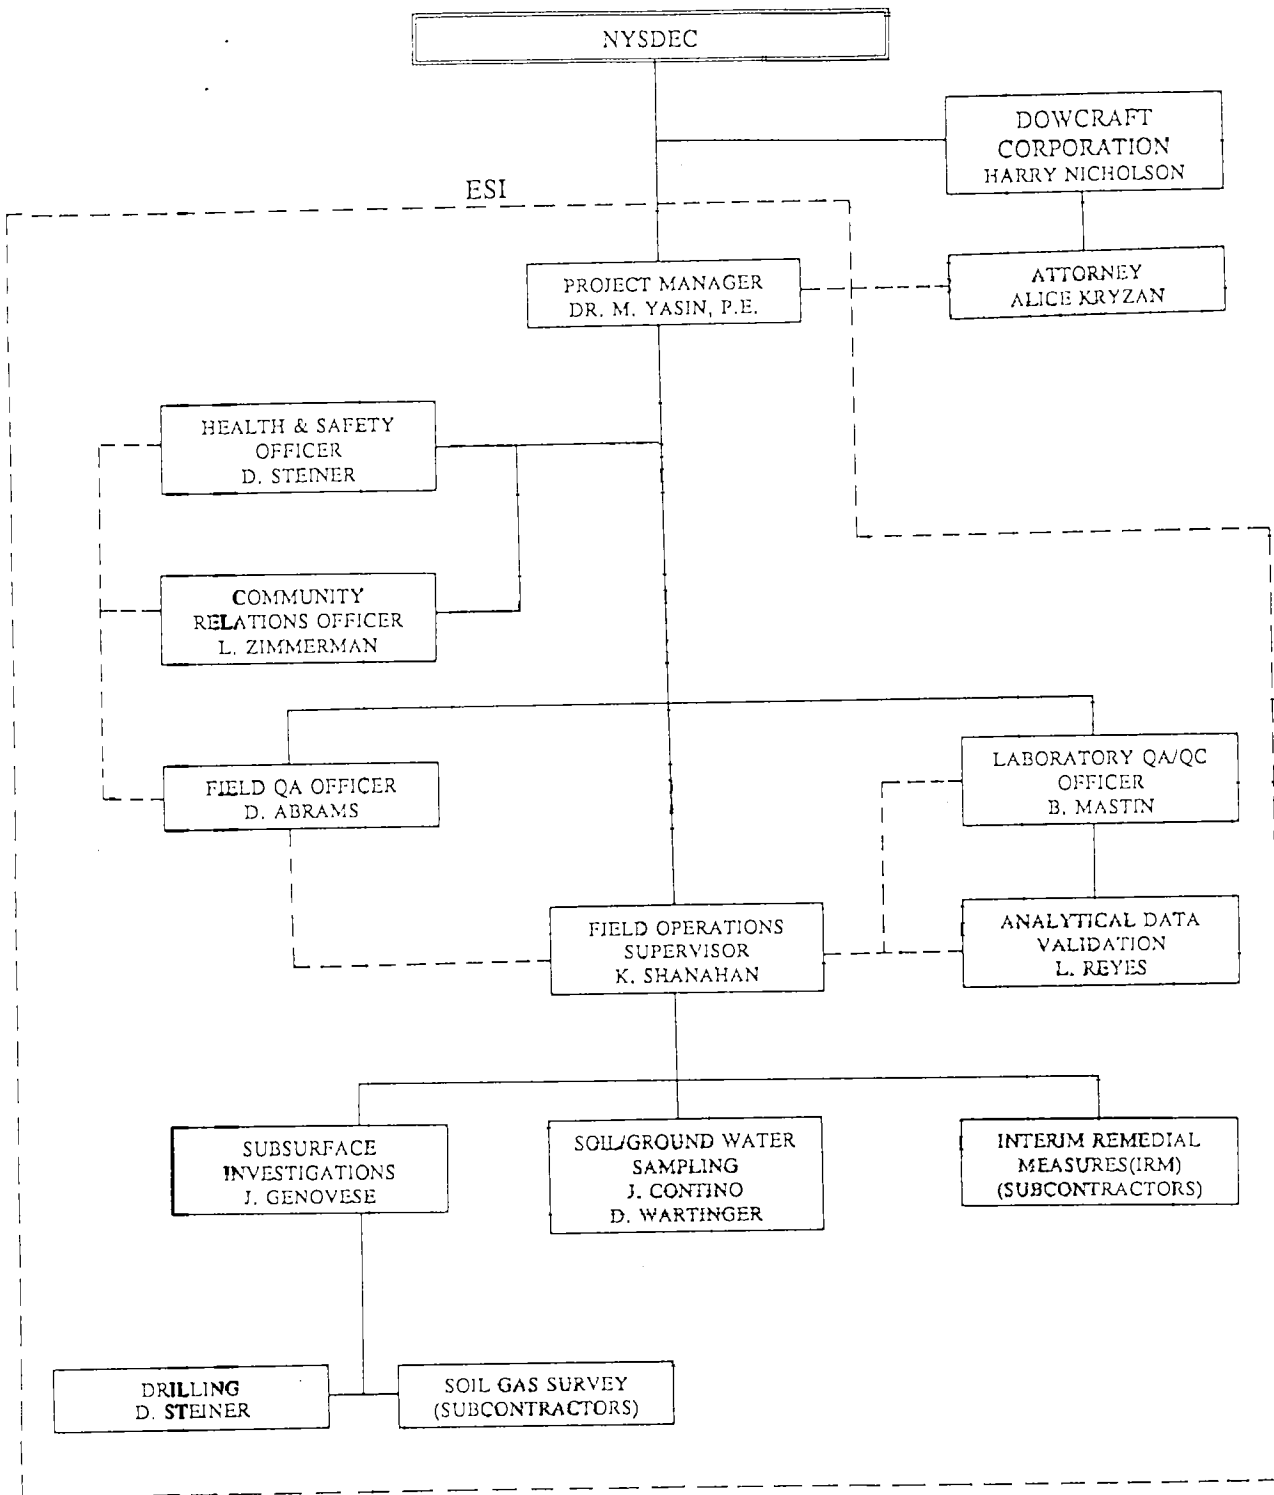 NYSDEC
DOWCRAFT
CORPORATION
HARRY NICHOLSON
ESI
PROJECT MANAGER
DR. M. YASIN, P.E.
ATTORNEY
ALICE KRYZAN
HEALTH & SAFETY
OFFICER
D. STEINER
COMMUNITY
RELATIONS OFFICER
L. ZIMMERMAN
FIELD QA OFFICER
D. ABRAMS
LABORATORY QA/QC
OFFICER
B. MASTIN
FIELD OPERATIONS
SUPERVISOR
K. SHANAHAN
ANALYTICAL DATA
VALIDATION
L. REYES
SUBSURFACE
INVESTIGATIONS
J. GENOVESE
SOIL/GROUND WATER
SAMPLING
J. CONTINO
D. WARTINGER
INTERIM REMEDIAL
MEASURES(IRM)
(SUBCONTRACTORS)
DRILLING
D. STEINER
SOIL GAS SURVEY
(SUBCONTRACTORS)